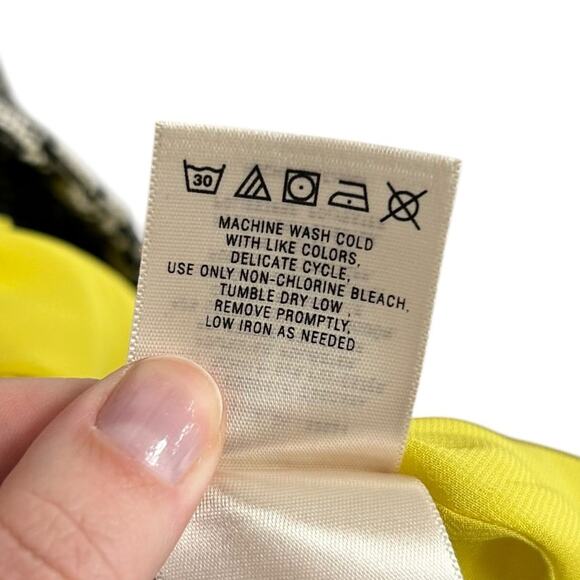 30
MACHINE WASH COLD
WITH LIKE COLORS,
DELICATE CYCLE,
USE ONLY NON-CHLORINE BLEACH,
TUMBLE DRY LOW ,
REMOVE PROMPTLY,
LOW IRON AS NEEDED